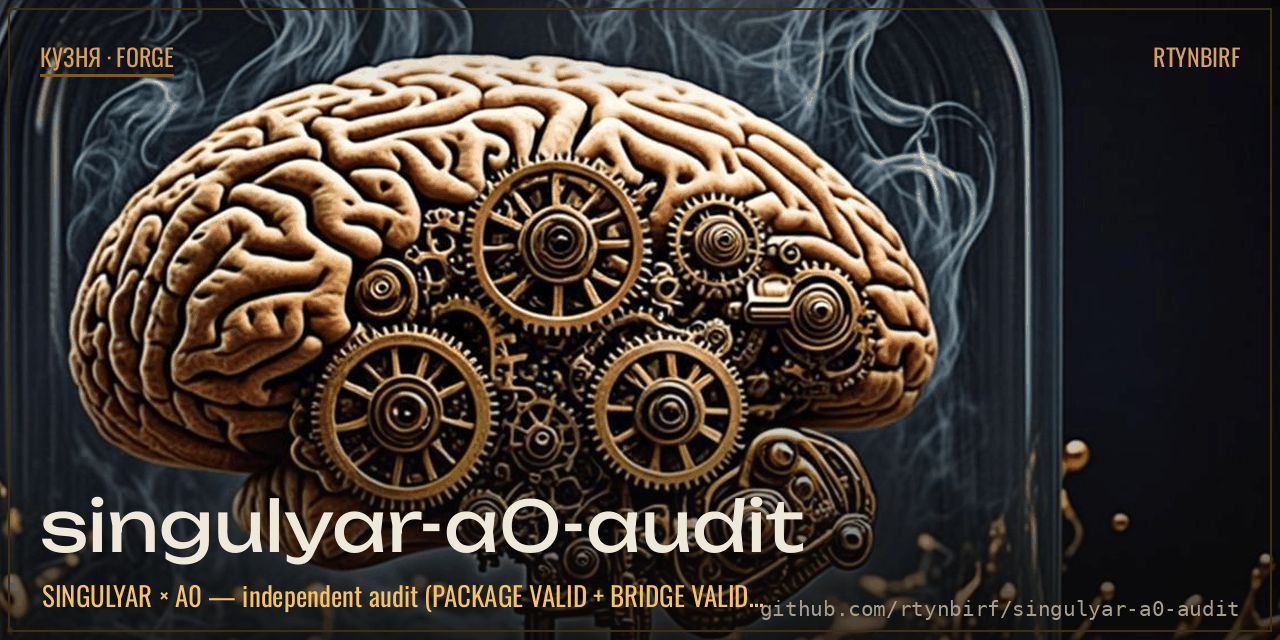 КУЗНЯ · FORGE
RTYNBIRF
singulyar-a0-audit
SINGULYAR × A0 — independent audit (PACKAGE VALID + BRIDGE VALID…
github.com/rtynbirf/singulyar-a0-audit